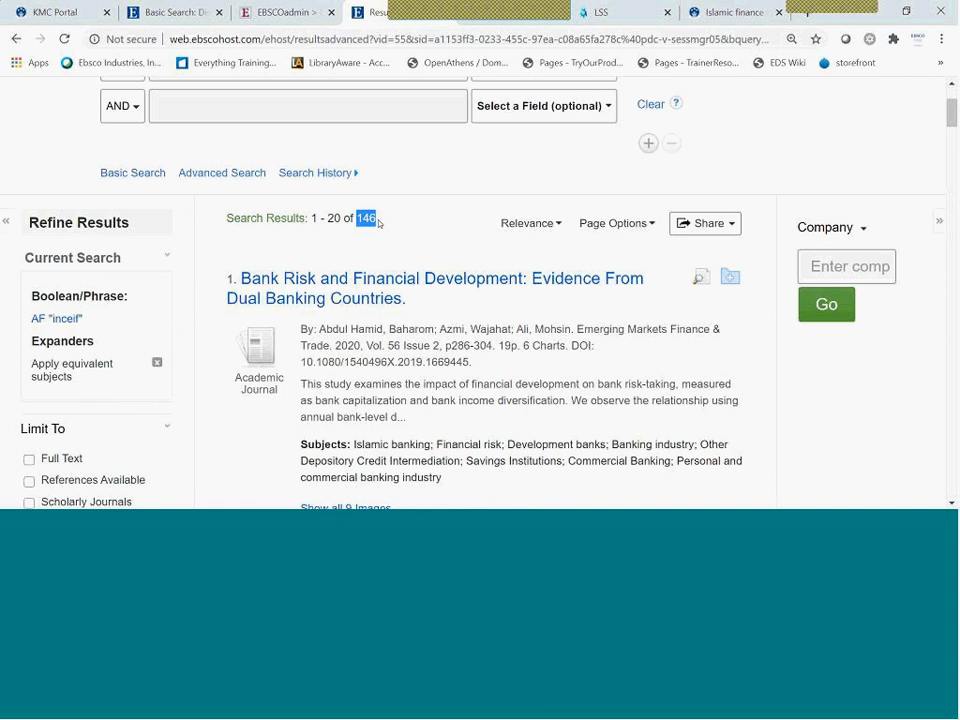 KMC Portal
Basic Search: Di
EBSCOadmin >
Resu
LSS
Islamic finance
Not secure
web.ebscohost.com/ehost/resultsadvanced?vid=55&sid=a1153ff3-0233-455c-97ea-c08a65fa278c%40pdc-v-sessmgr05&bquery...
Apps
Ebsco Industries, In...
Everything Training...
LibraryAware - Acc...
OpenAthens / Dom...
Pages - TryOurProd...
Pages - TrainerReso...
EDS Wiki
storefront
»
AND
Select a Field (optional)
Clear ?
Basic Search
Advanced Search
Search History
Refine Results
Current Search
Boolean/Phrase:
AF "inceif"
Expanders
Apply equivalent
subjects
Limit To
Full Text
References Available
Scholarly Journals
Search Results: 1 - 20 of 146
Relevance
Page Options
Share
1. Bank Risk and Financial Development: Evidence From
Dual Banking Countries.
Academic
Journal
By: Abdul Hamid, Baharom; Azmi, Wajahat; Ali, Mohsin. Emerging Markets Finance &
Trade. 2020, Vol. 56 Issue 2, p286-304. 19p. 6 Charts. DOI:
10.1080/1540496X.2019.1669445.
This study examines the impact of financial development on bank risk-taking, measured
as bank capitalization and bank income diversification. We observe the relationship using
annual bank-level d...
Subjects: Islamic banking; Financial risk; Development banks; Banking industry; Other
Depository Credit Intermediation; Savings Institutions; Commercial Banking; Personal and
commercial banking industry
Show all 9 Images
Company
Enter comp
Go